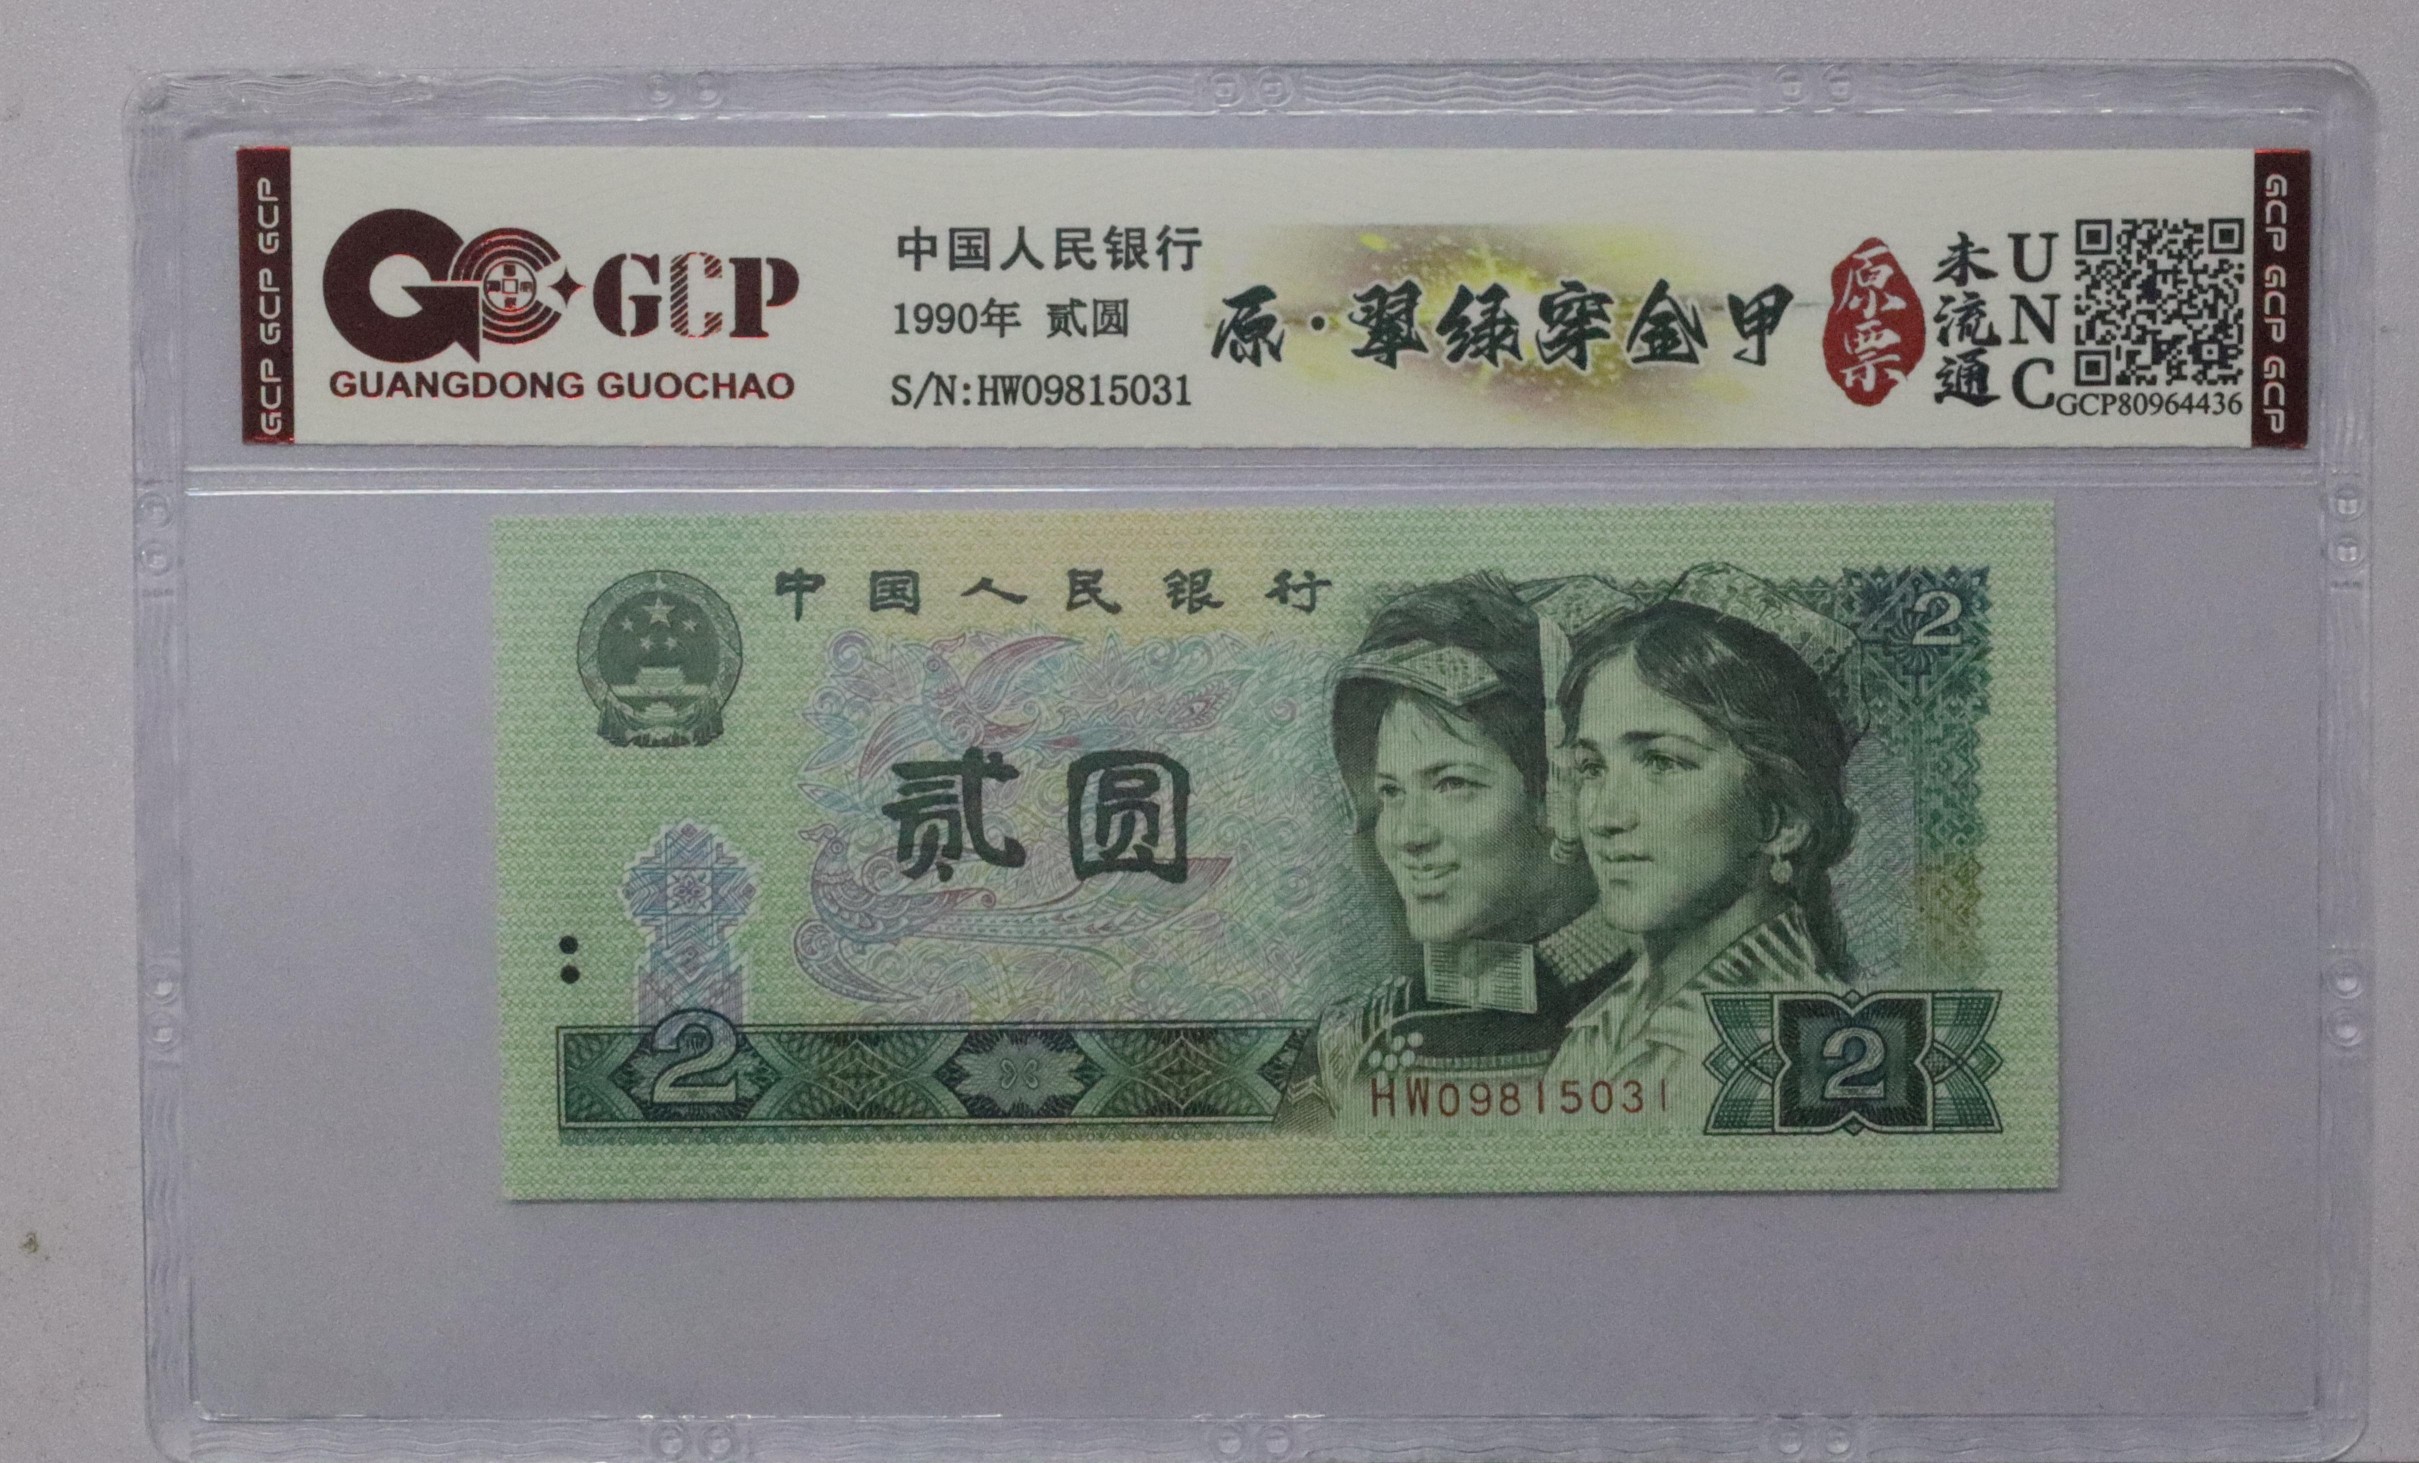 GCP GCP GCP
GCP
GUANGDONG GUOCHAO
中国人民银行
1990年 贰圆
S/N:HW09815031
原·翠绿穿金甲
原票
未流通
UNC
GCP80964436
GCP GCP GCP
中国人民银行
2
贰圆
2
HW09815031
2